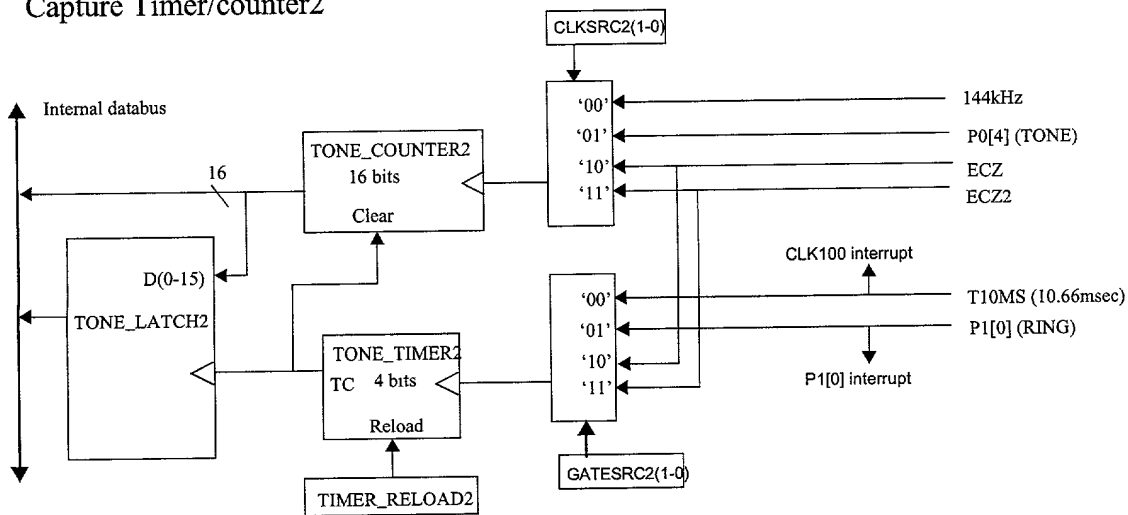 Capture Timer/counter2
CLKSRC2(1-0)
Internal databus
‘00’
144kHz
‘01’
P0[4] (TONE)
TONE_COUNTER2
16 bits
Clear
16
‘10’
ECZ
‘11’
ECZ2
CLK100 interrupt
D(0-15)
TONE_LATCH2
‘00’
T10MS (10.66msec)
‘01’
P1[0] (RING)
TONE_TIMER2
TC 4 bits
Reload
‘10’
‘11’
P1[0] interrupt
GATESRC2(1-0)
TIMER_RELOAD2